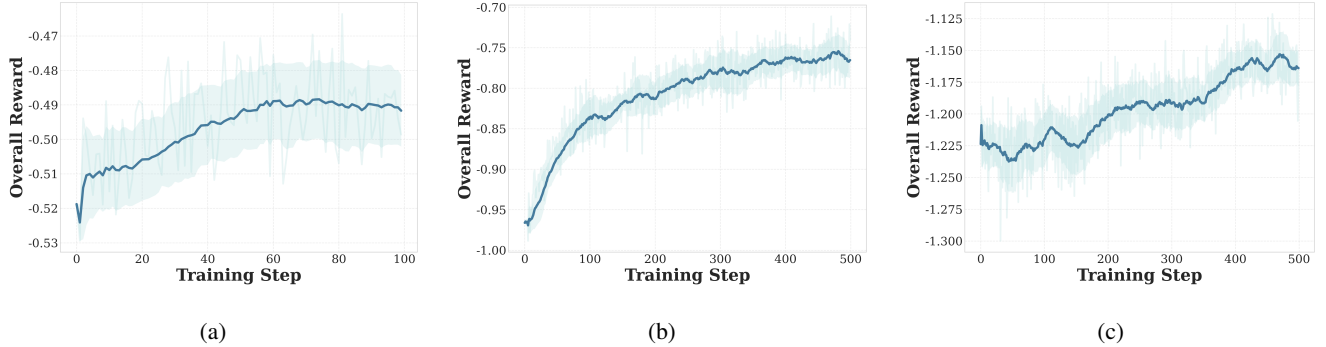 Overall Reward
-0.47
-0.48
-0.49
-0.50
-0.51
-0.52
-0.53
0 20 40 60 80 100
Training Step
(a)
Overall Reward
-0.70
-0.75
-0.80
-0.85
-0.90
-0.95
-1.00
0 100 200 300 400 500
Training Step
(b)
Overall Reward
-1.125
-1.150
-1.175
-1.200
-1.225
-1.250
-1.275
-1.300
0 100 200 300 400 500
Training Step
(c)